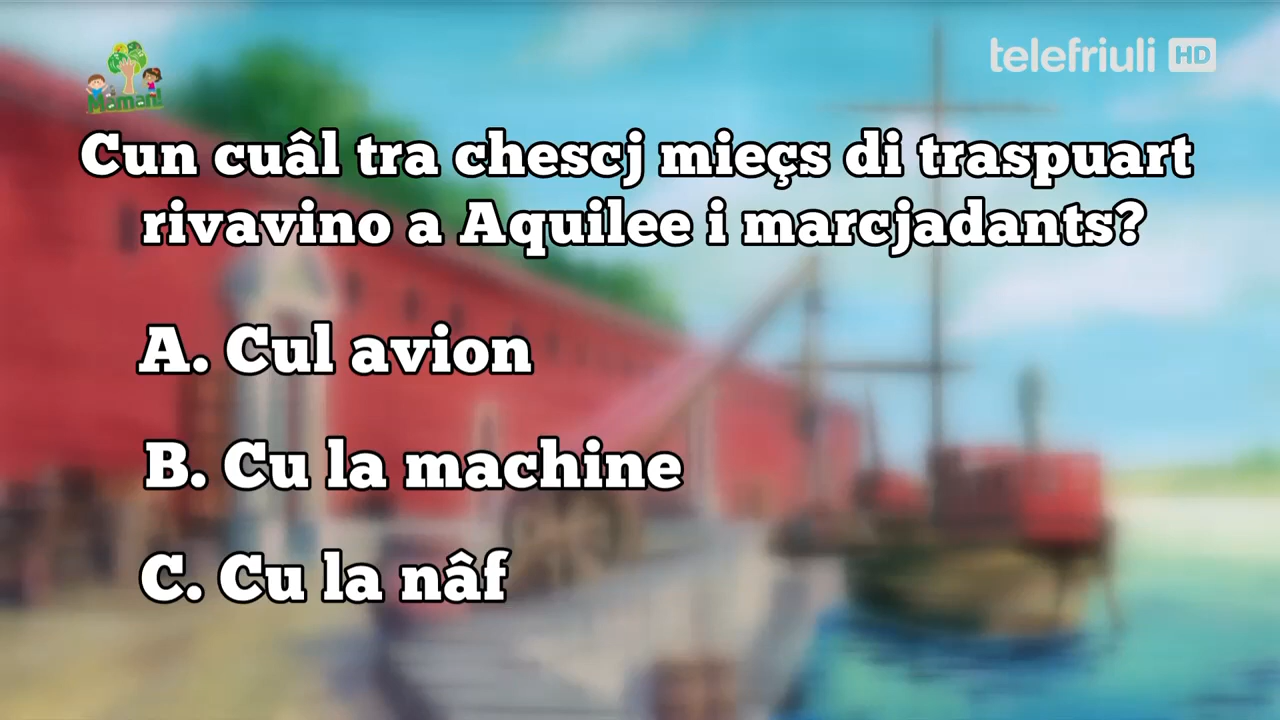 Maman!
telefriuli HD
Cun cuâl tra chescj mieçs di traspuart
rivavino a Aquilee i marcjadants?
A. Cul avion
B. Cu la machine
C. Cu la nâf